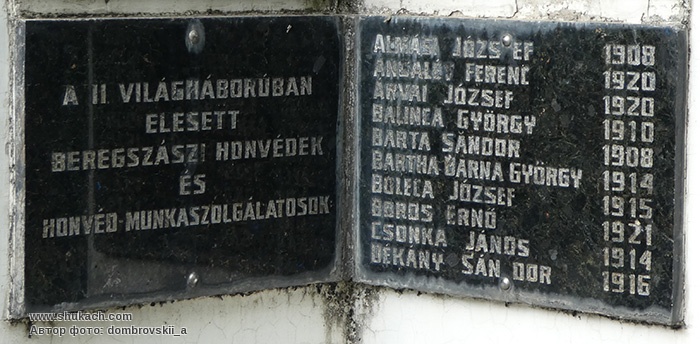 A II VILÁGHÁBORÚBAN
ELESETT
BEREGSZÁSZI HONVÉDEK
ÉS
HONVÉD-MUNKASZOLGÁLATOSOK
ALMÁSI JÓZSEF 1908
ANGALET FERENC 1920
ÁRVAI JÓZSEF 1920
BALINCA GYÖRGY 1910
BARTA SÁNDOR 1908
BARTHA BARNA GYÖRGY 1914
BOLECA JÓZSEF 1915
BOROS ERNŐ 1921
CSONKA JÁNOS 1914
DÉKÁNY SÁNDOR 1916
www.shukach.com
Автор фото: dombrovskii_a